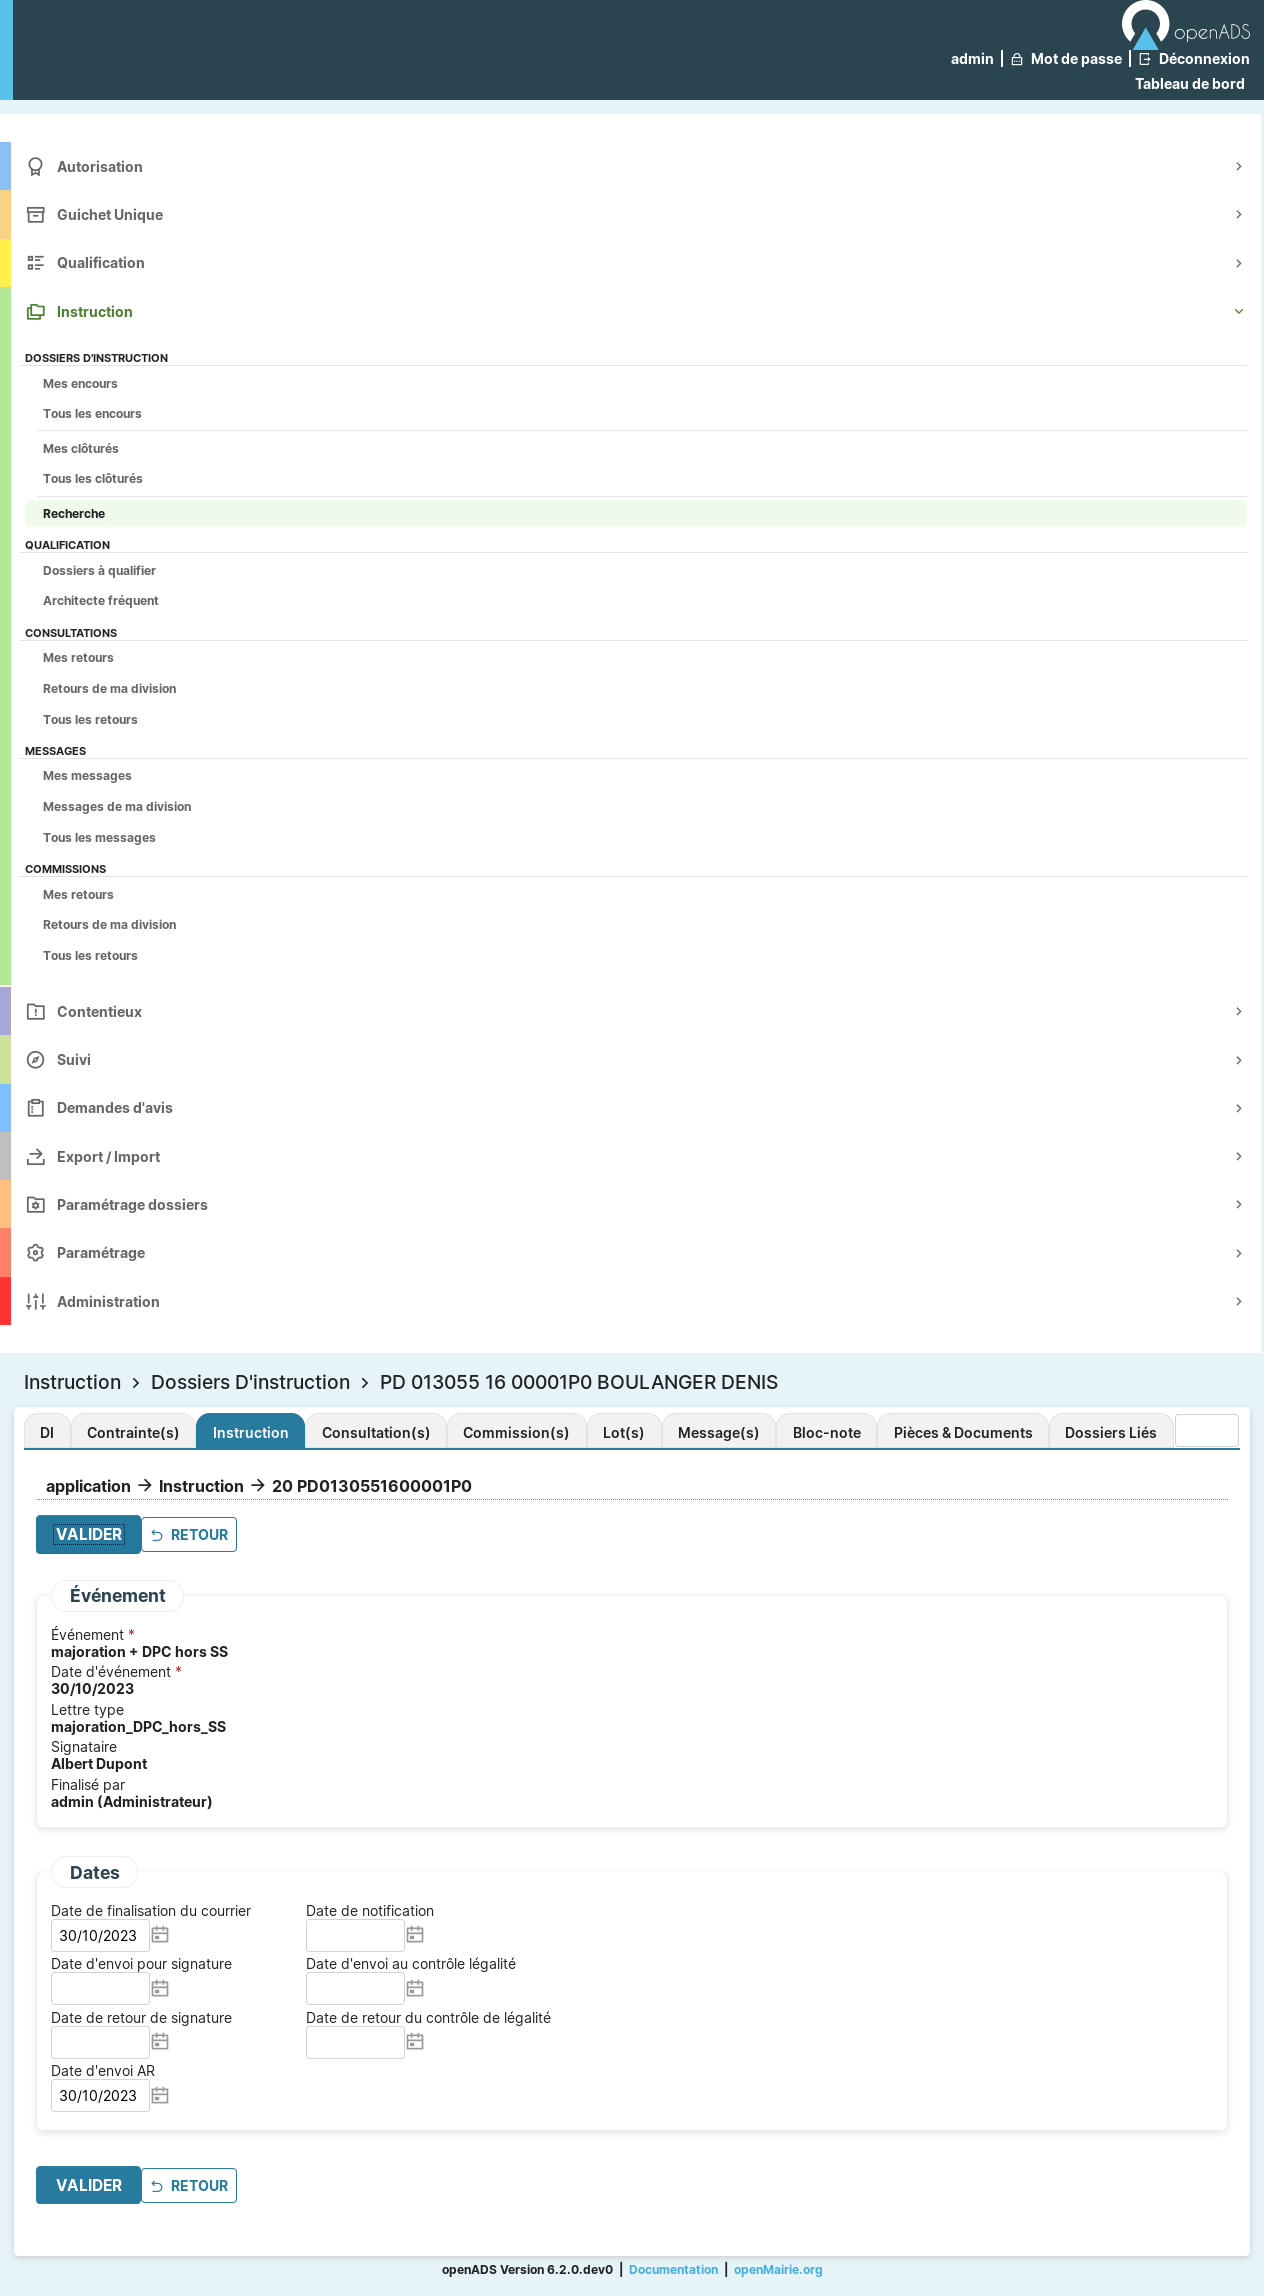 openADS
admin | Mot de passe | Déconnexion
Tableau de bord
Autorisation
Guichet Unique
Qualification
Instruction
DOSSIERS D'INSTRUCTION
Mes encours
Tous les encours
Mes clôturés
Tous les clôturés
Recherche
QUALIFICATION
Dossiers à qualifier
Architecte fréquent
CONSULTATIONS
Mes retours
Retours de ma division
Tous les retours
MESSAGES
Mes messages
Messages de ma division
Tous les messages
COMMISSIONS
Mes retours
Retours de ma division
Tous les retours
Contentieux
Suivi
Demandes d'avis
Export / Import
Paramétrage dossiers
Paramétrage
Administration
Instruction > Dossiers D'instruction > PD 013055 16 00001P0 BOULANGER DENIS
DI Contrainte(s) Instruction Consultation(s) Commission(s) Lot(s) Message(s) Bloc-note Pièces & Documents Dossiers Liés
application → Instruction → 20 PD0130551600001P0
VALIDER RETOUR
Événement
Événement *
majoration + DPC hors SS
Date d'événement *
30/10/2023
Lettre type
majoration_DPC_hors_SS
Signataire
Albert Dupont
Finalisé par
admin (Administrateur)
Dates
Date de finalisation du courrier Date de notification
30/10/2023
Date d'envoi pour signature Date d'envoi au contrôle légalité
Date de retour de signature Date de retour du contrôle de légalité
Date d'envoi AR
30/10/2023
VALIDER RETOUR
openADS Version 6.2.0.dev0 | Documentation | openMairie.org